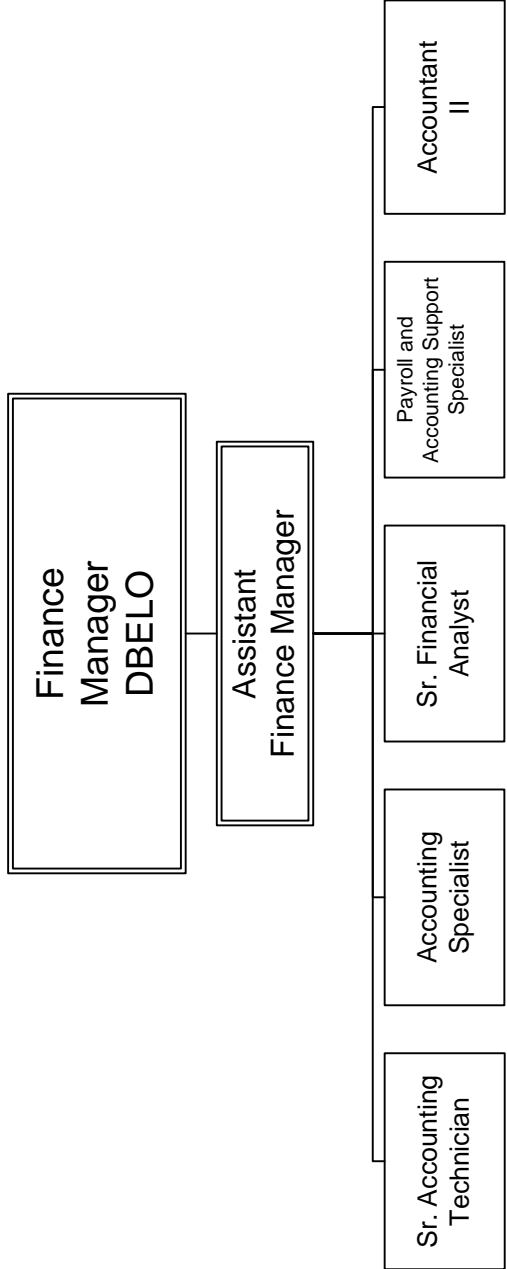 Finance
Manager
DBELO
Assistant
Finance Manager
Sr. Accounting
Technician
Accounting
Specialist
Sr. Financial
Analyst
Payroll and
Accounting Support
Specialist
Accountant
II